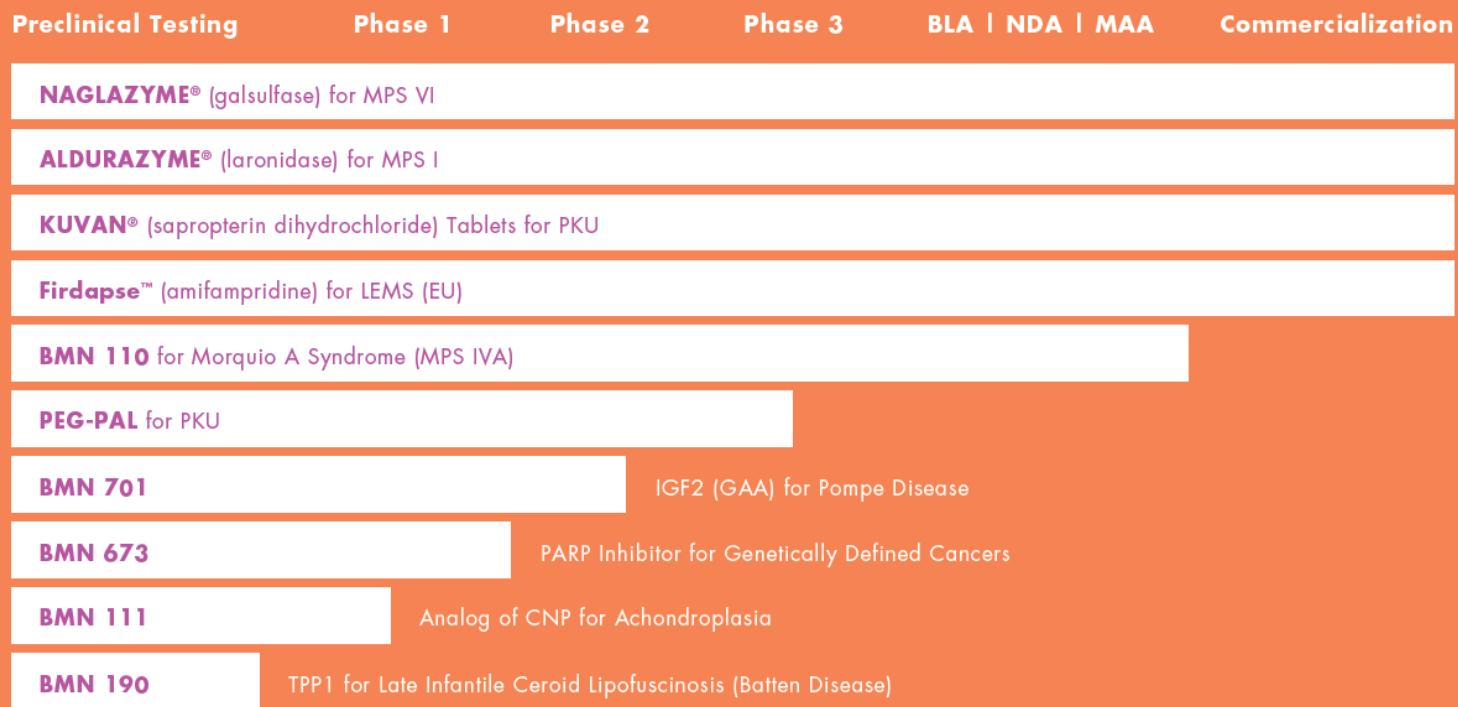 Preclinical Testing Phase 1 Phase 2 Phase 3 BLA | NDA | MAA Commercialization
NAGLAZYME® (galsulfase) for MPS VI
ALDURAZYME® (laronidase) for MPS I
KUVAN® (sapropterin dihydrochloride) Tablets for PKU
Firdapse™ (amifampridine) for LEMS (EU)
BMN 110 for Morquio A Syndrome (MPS IVA)
PEG-PAL for PKU
BMN 701 IGF2 (GAA) for Pompe Disease
BMN 673 PARP Inhibitor for Genetically Defined Cancers
BMN 111 Analog of CNP for Achondroplasia
BMN 190 TPP1 for Late Infantile Ceroid Lipofuscinosis (Batten Disease)